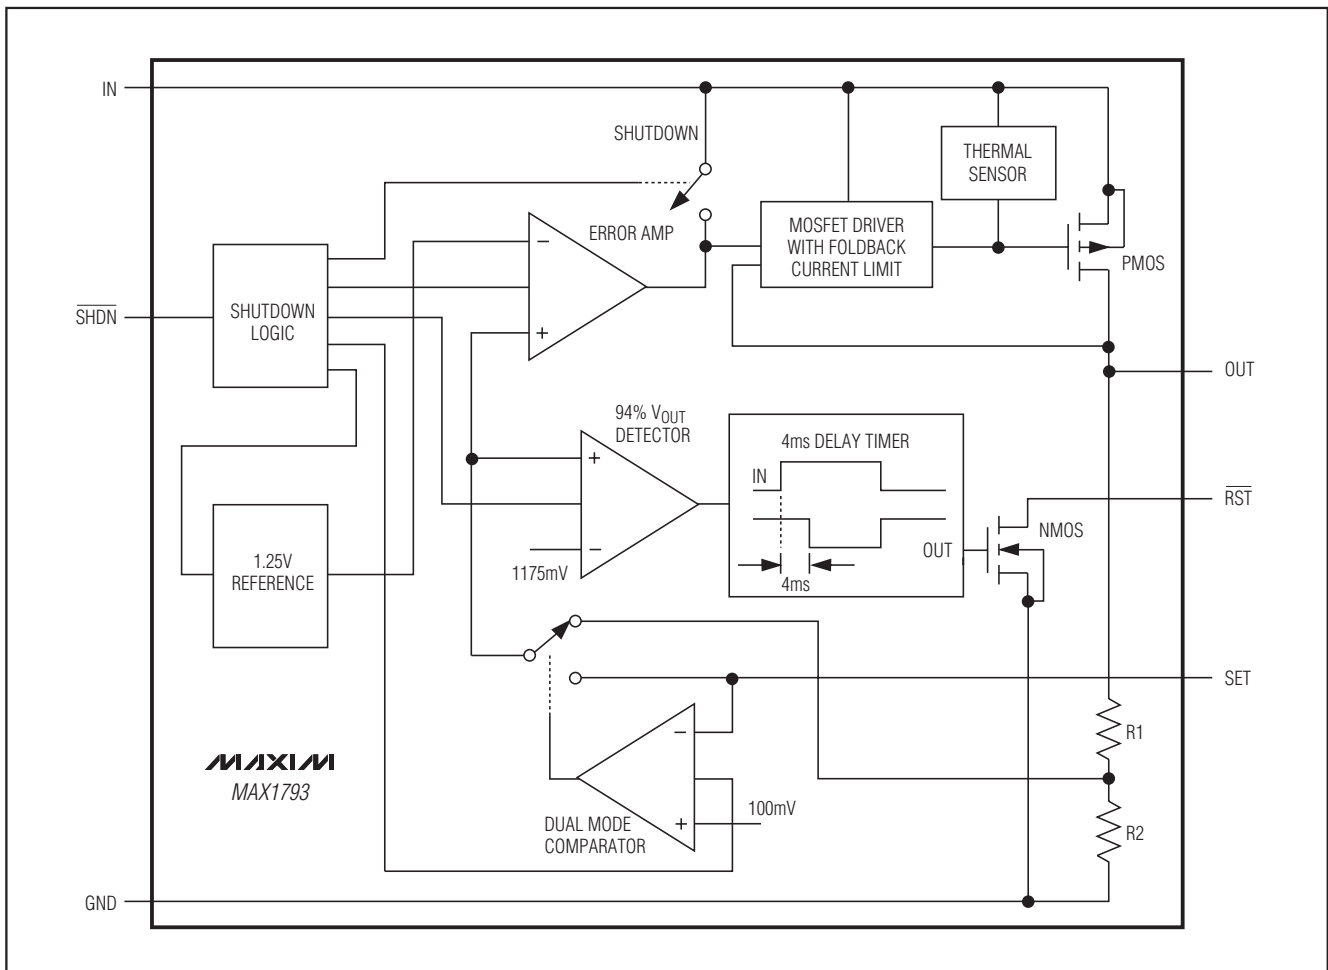 IN
SHUTDOWN
THERMAL
SENSOR
ERROR AMP
MOSFET DRIVER
WITH FOLDBACK
CURRENT LIMIT
PMOS
−
+
SHDN
SHUTDOWN
LOGIC
OUT
94% VOUT
DETECTOR
+
−
1175mV
4ms DELAY TIMER
IN
OUT
4ms
RST
NMOS
1.25V
REFERENCE
SET
−
+
100mV
R1
R2
MAXIM
MAX1793
DUAL MODE
COMPARATOR
GND